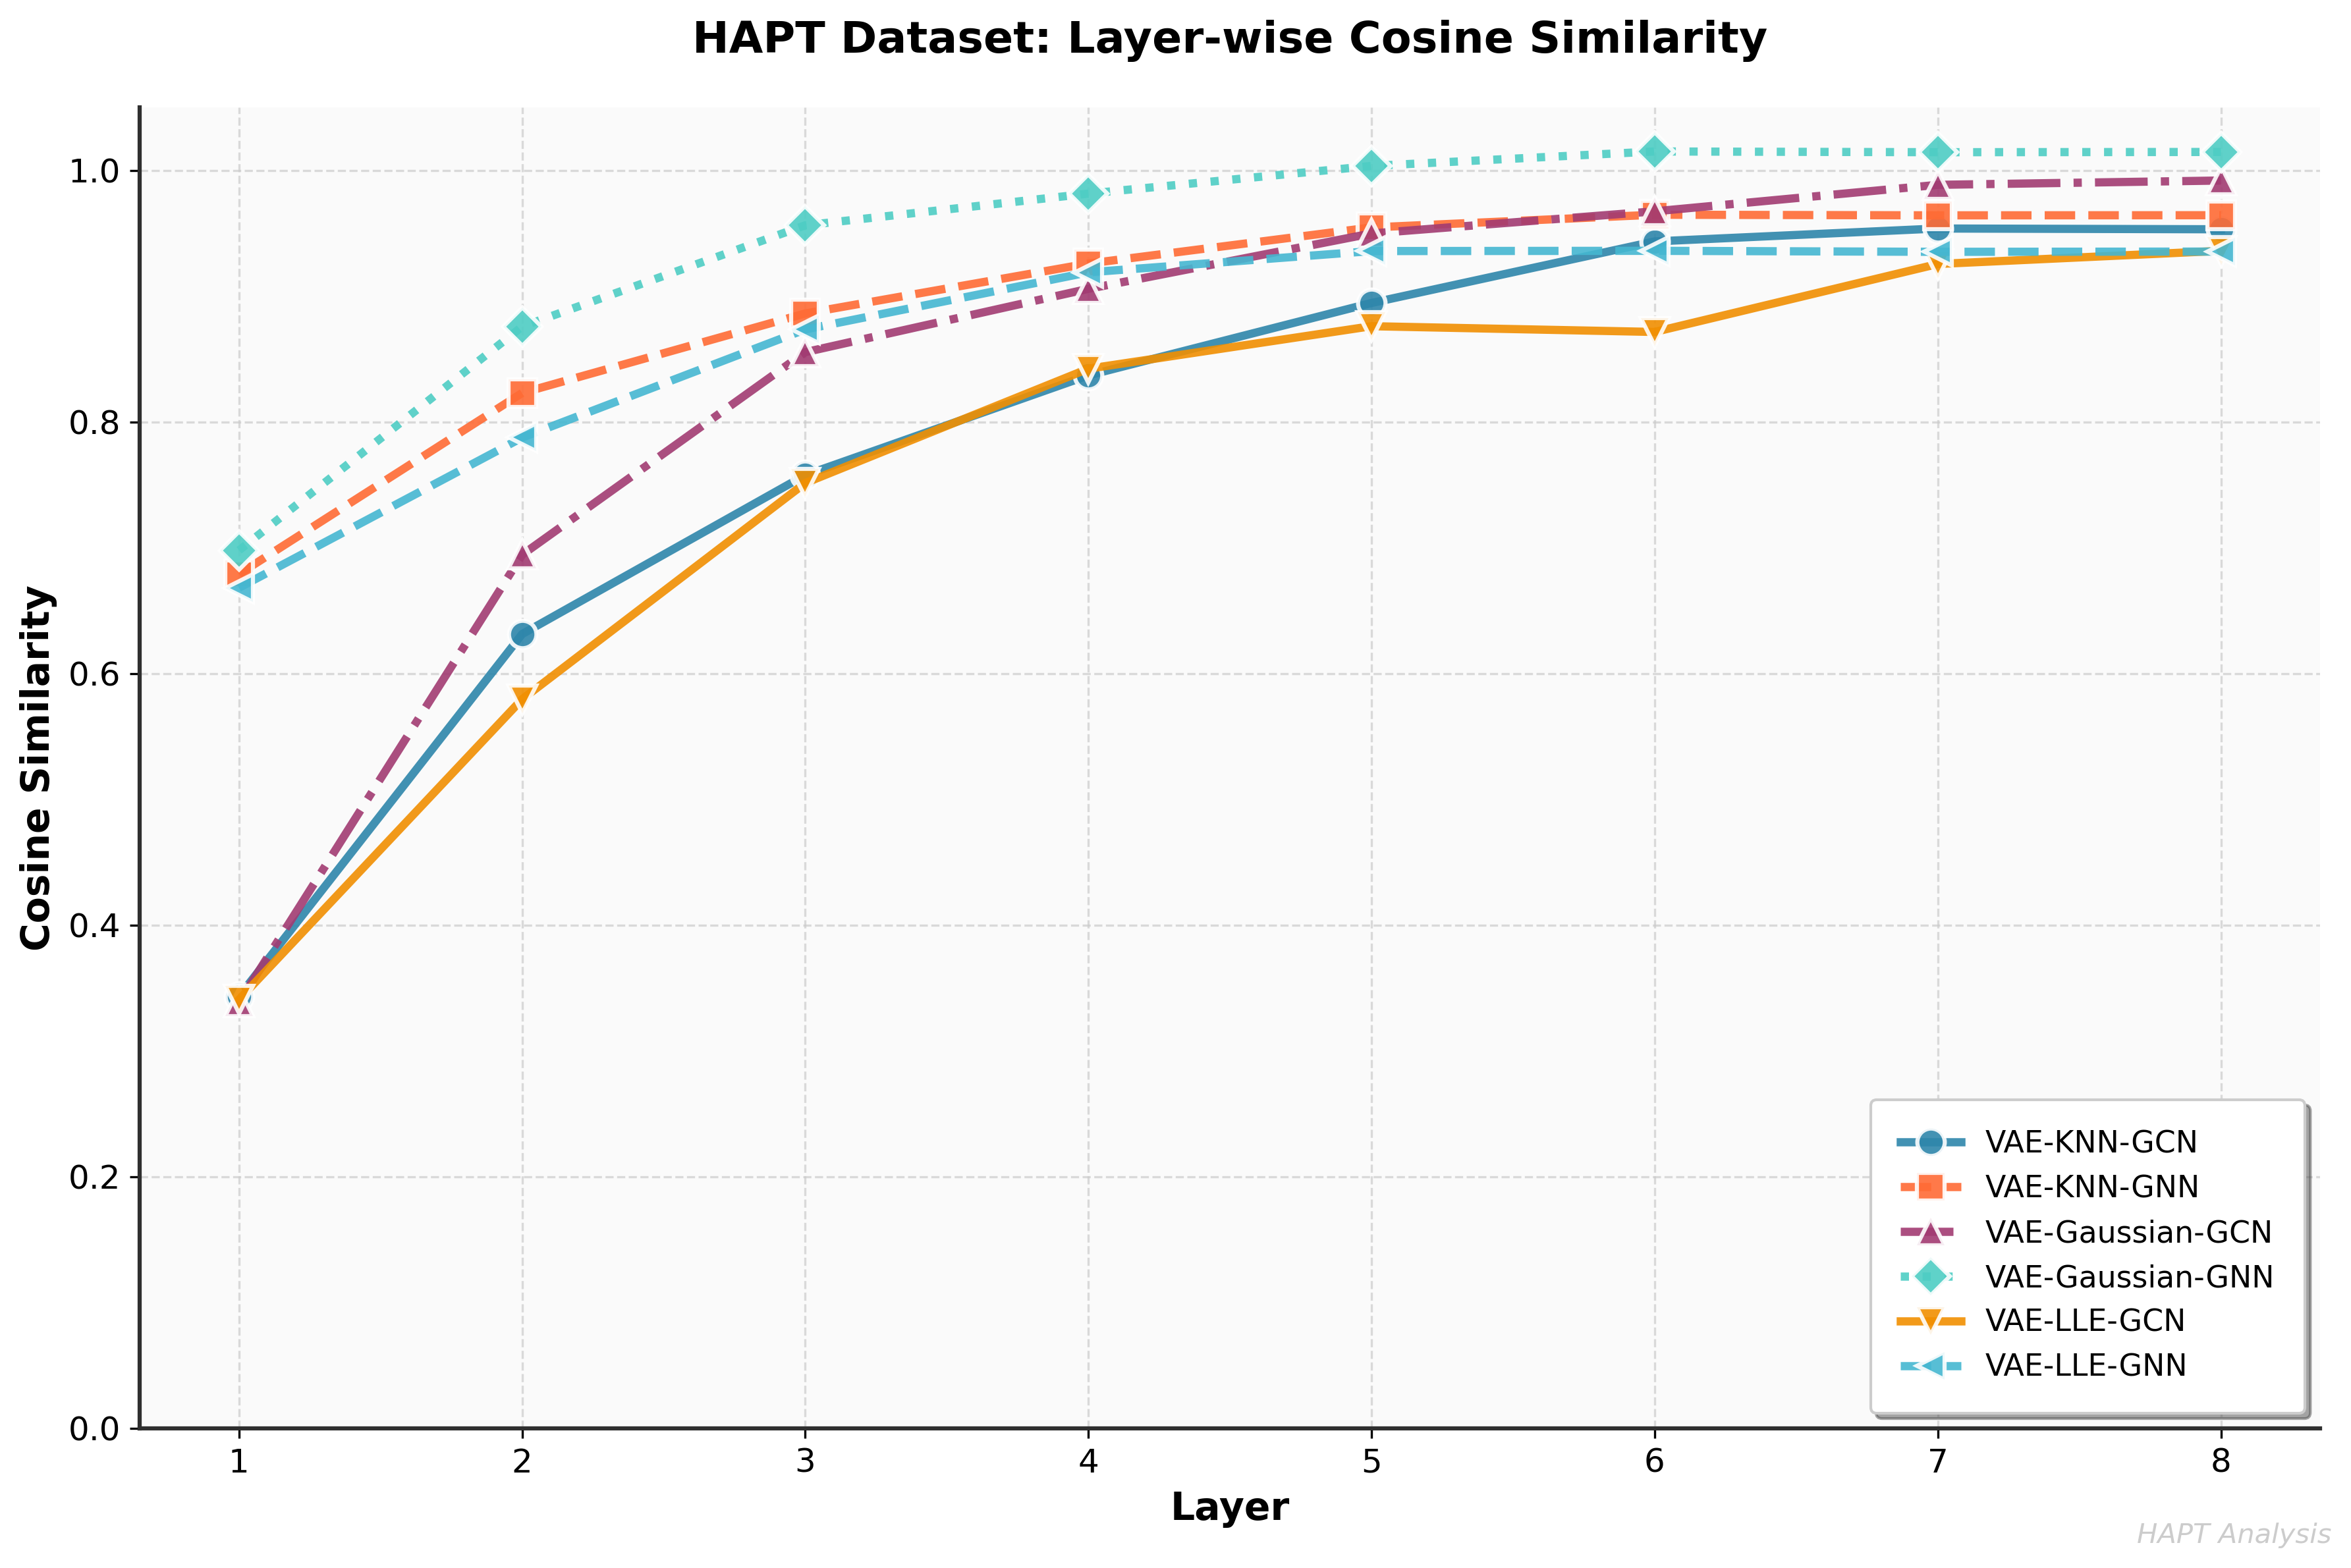 HAPT Dataset: Layer-wise Cosine Similarity
Cosine Similarity
1.0
0.8
0.6
0.4
0.2
0.0
1 2 3 4 5 6 7 8
Layer
VAE-KNN-GCN
VAE-KNN-GNN
VAE-Gaussian-GCN
VAE-Gaussian-GNN
VAE-LLE-GCN
VAE-LLE-GNN
HAPT Analysis